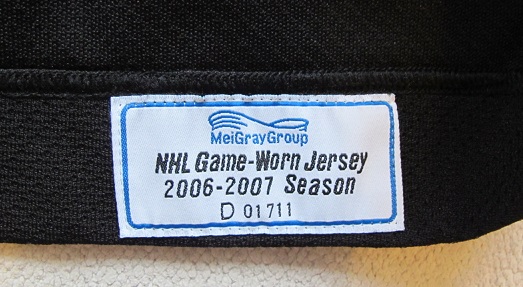 MeiGrayGroup
NHL Game-Worn Jersey
2006-2007 Season
D 01711